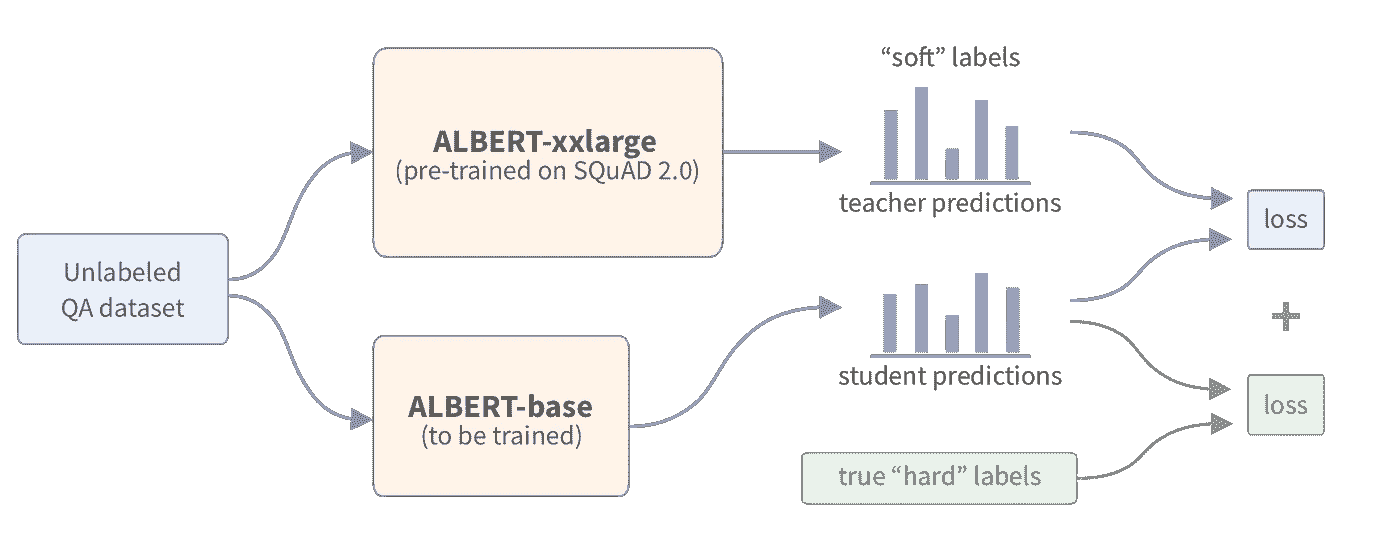 Unlabeled
QA dataset
ALBERT-xxlarge
(pre-trained on SQuAD 2.0)
ALBERT-base
(to be trained)
“soft” labels
teacher predictions
student predictions
true “hard” labels
loss
+
loss